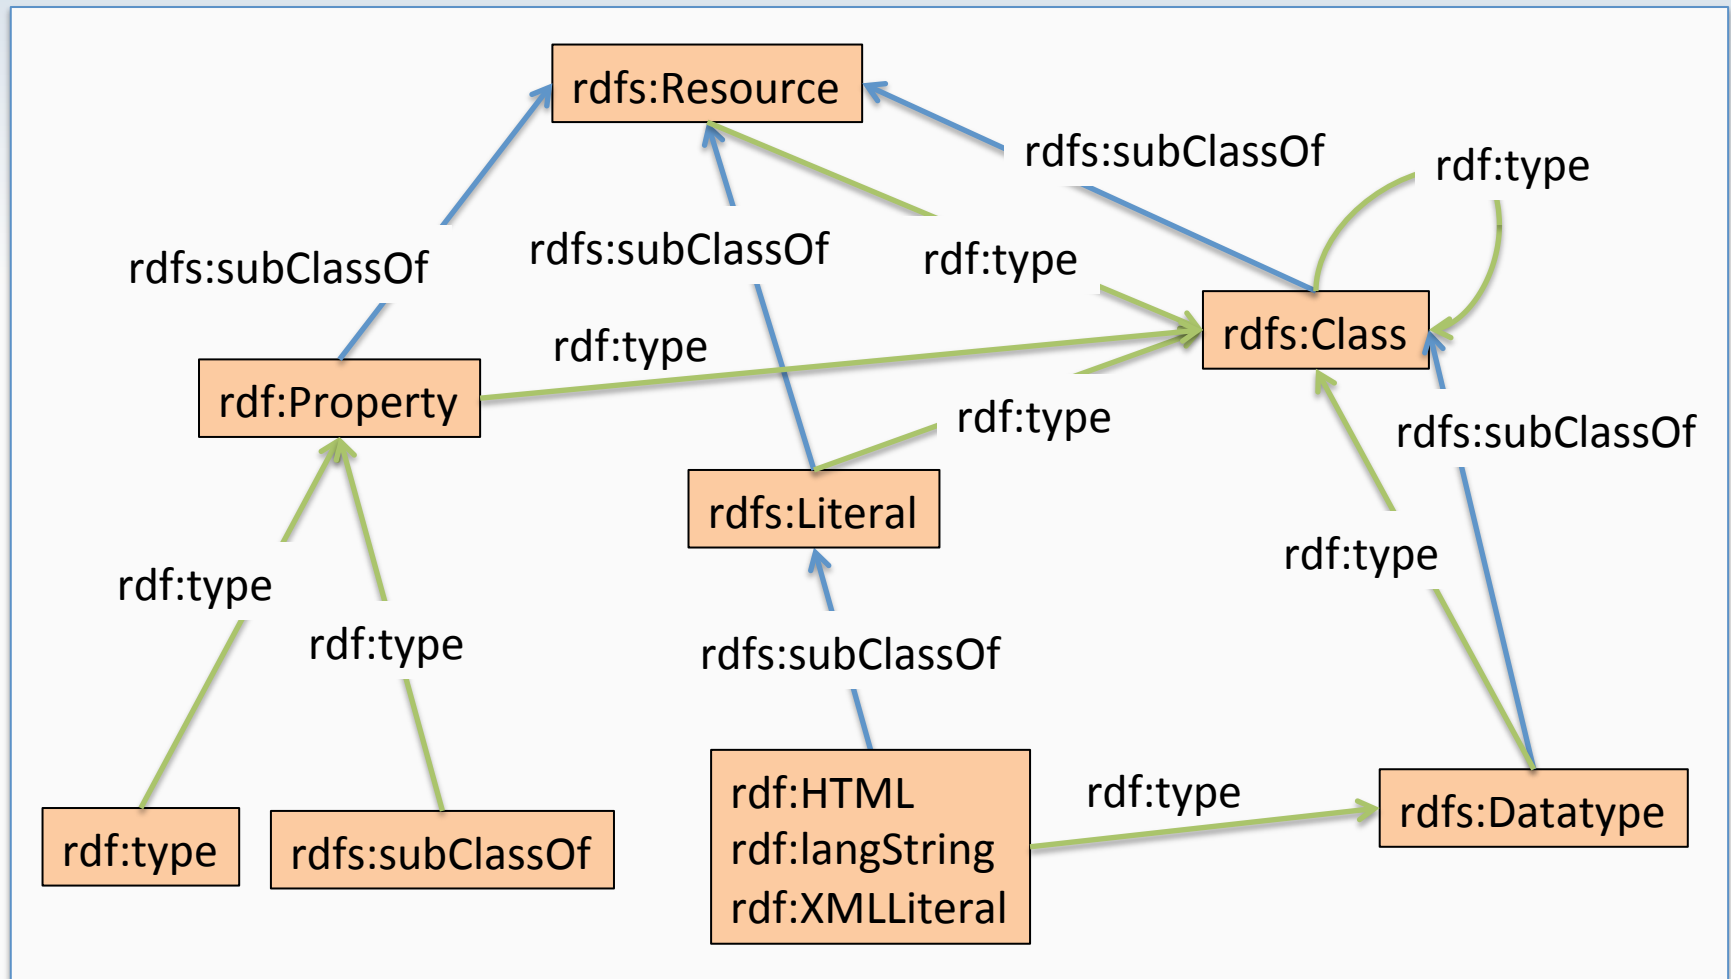 rdfs:Resource
rdfs:subClassOf
rdf:type
rdfs:subClassOf
rdfs:subClassOf
rdf:type
rdfs:Class
rdf:type
rdf:Property
rdf:type
rdfs:subClassOf
rdfs:Literal
rdf:type
rdf:type
rdf:type
rdfs:subClassOf
rdf:HTML
rdf:langString
rdf:XMLLiteral
rdf:type
rdfs:Datatype
rdf:type
rdfs:subClassOf